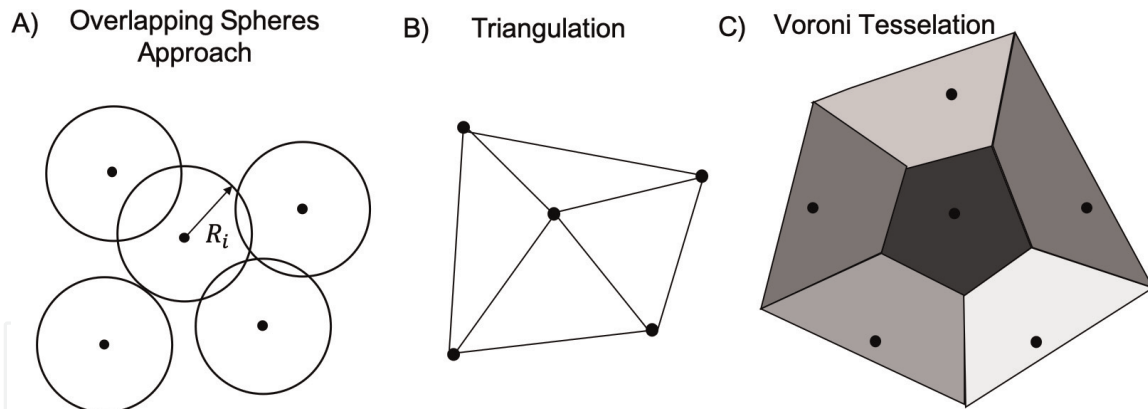 A) Overlapping Spheres
Approach
B) Triangulation
C) Voroni Tesselation
R_i